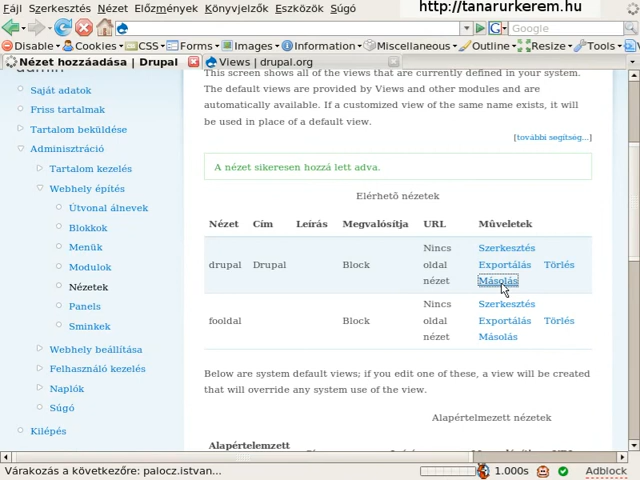 Fájl Szerkesztés Nézet Előzmények Könyvjelzők Eszközök Súgó
http://tanarurkerem.hu
Google
Disable Cookies CSS Forms Images Information Miscellaneous Outline Resize Tools
Nézet hozzáadása | Drupal
Views | drupal.org
admin
Saját adatok
Friss tartalmak
Tartalom beküldése
Adminisztráció
Tartalom kezelés
Webhely építés
Útvonal álnevek
Blokkok
Menük
Modulok
Nézetek
Panels
Sminkek
Webhely beállítása
Felhasználó kezelés
Naplók
Súgó
Kilépés
This screen shows all of the views that are currently defined in your system.
The default views are provided by Views and other modules and are
automatically available. If a customized view of the same name exists, it will
be used in place of a default view.
[további segítség...]
A nézet sikeresen hozzá lett adva.
Elérhető nézetek
Nézet Cím Leírás Megvalósítja URL Műveletek
drupal Drupal Block Nincs oldal nézet Szerkesztés
Exportálás Törlés
Másolás
fooldal Block Nincs oldal nézet Szerkesztés
Exportálás Törlés
Másolás
Below are system default views; if you edit one of these, a view will be created
that will override any system use of the view.
Alapértelmezett nézetek
Alapértelemzett
Várakozás a következőre: palocz.istvan...
1.000s
Adblock